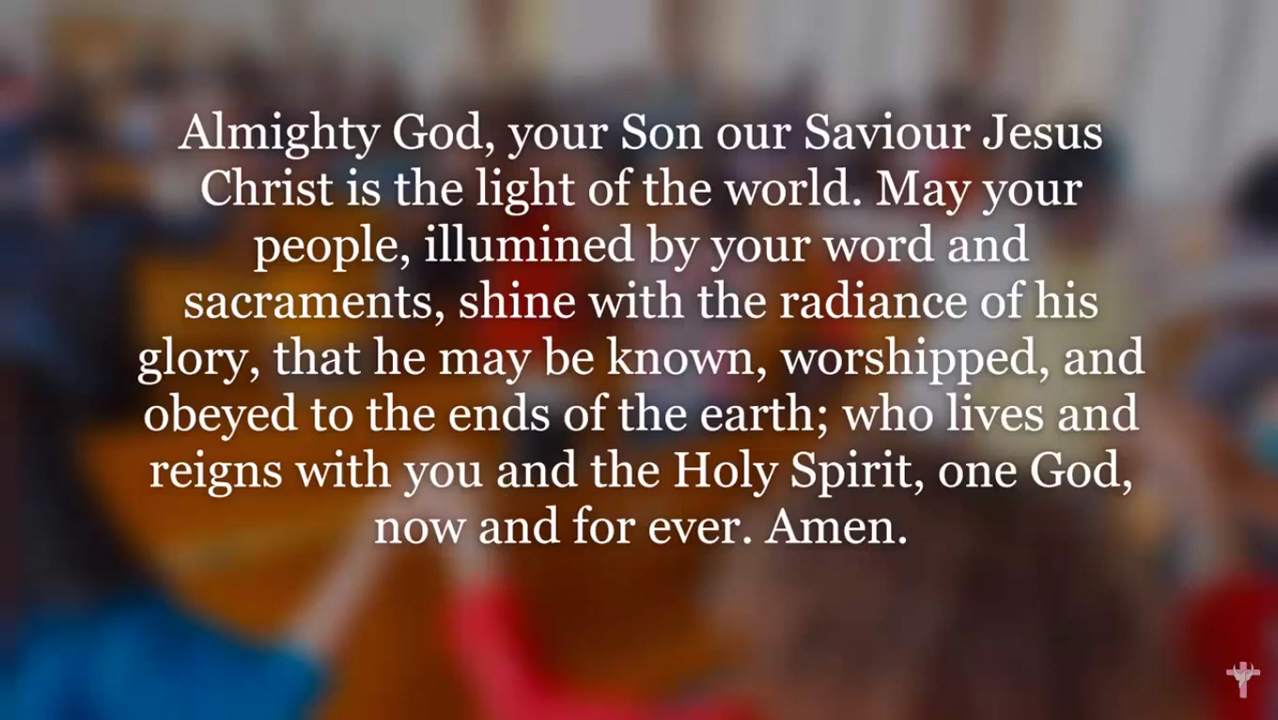 Almighty God, your Son our Saviour Jesus
Christ is the light of the world. May your
people, illumined by your word and
sacraments, shine with the radiance of his
glory, that he may be known, worshipped, and
obeyed to the ends of the earth; who lives and
reigns with you and the Holy Spirit, one God,
now and for ever. Amen.